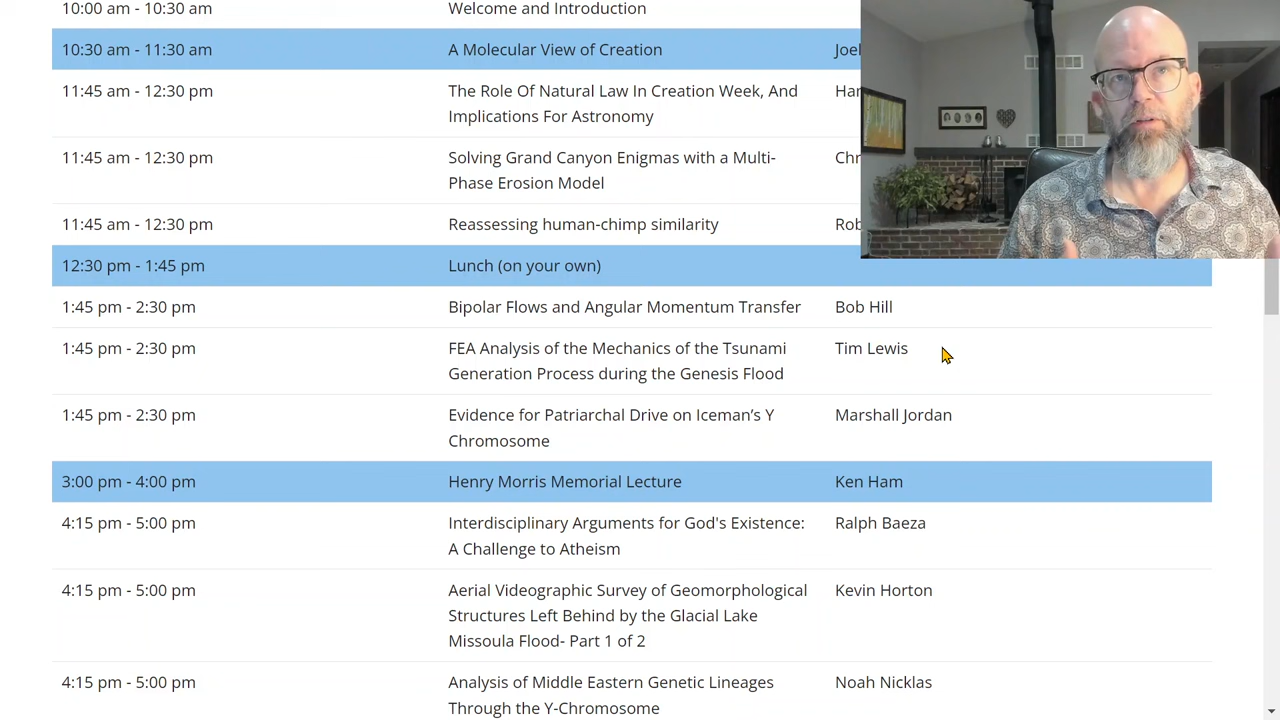 10:00 am - 10:30 am Welcome and Introduction
10:30 am - 11:30 am A Molecular View of Creation Joel
11:45 am - 12:30 pm The Role Of Natural Law In Creation Week, And
Implications For Astronomy
11:45 am - 12:30 pm Solving Grand Canyon Enigmas with a Multi-
Phase Erosion Model
11:45 am - 12:30 pm Reassessing human-chimp similarity Rob
12:30 pm - 1:45 pm Lunch (on your own)
1:45 pm - 2:30 pm Bipolar Flows and Angular Momentum Transfer Bob Hill
1:45 pm - 2:30 pm FEA Analysis of the Mechanics of the Tsunami Tim Lewis
Generation Process during the Genesis Flood
1:45 pm - 2:30 pm Evidence for Patriarchal Drive on Iceman’s Y Marshall Jordan
Chromosome
3:00 pm - 4:00 pm Henry Morris Memorial Lecture Ken Ham
4:15 pm - 5:00 pm Interdisciplinary Arguments for God's Existence: Ralph Baeza
A Challenge to Atheism
4:15 pm - 5:00 pm Aerial Videographic Survey of Geomorphological Kevin Horton
Structures Left Behind by the Glacial Lake
Missoula Flood- Part 1 of 2
4:15 pm - 5:00 pm Analysis of Middle Eastern Genetic Lineages Noah Nicklas
Through the Y-Chromosome